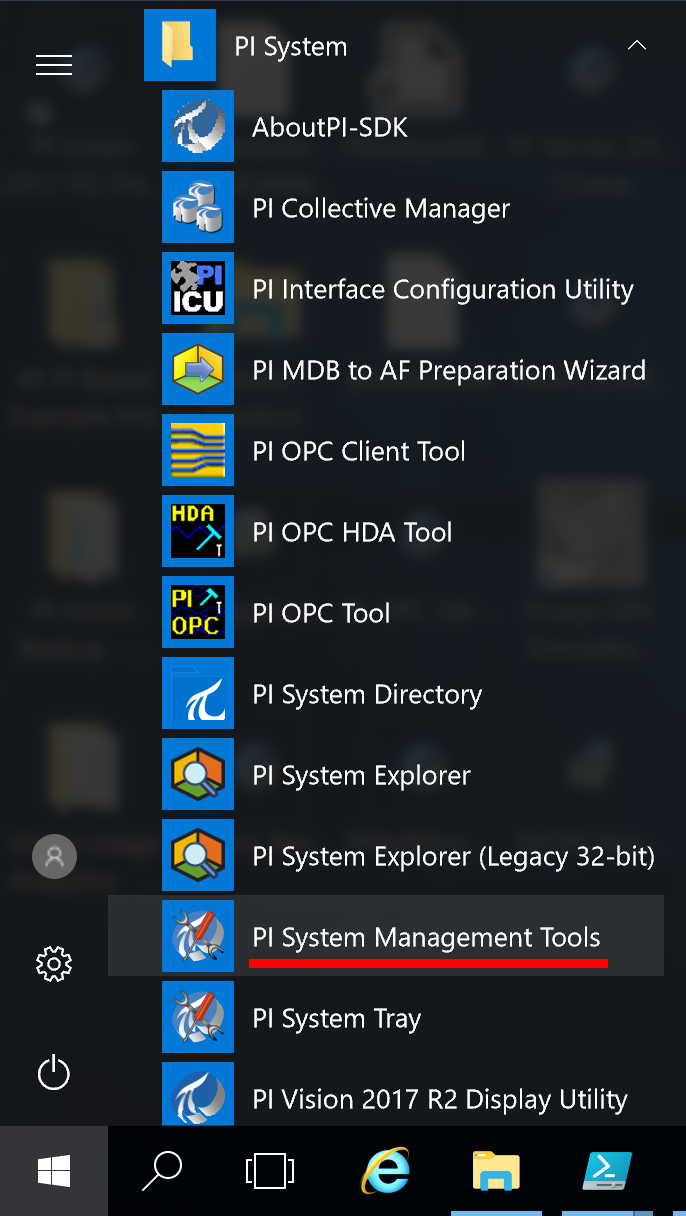 PI System
AboutPI-SDK
PI Collective Manager
PI
ICU
PI Interface Configuration Utility
PI MDB to AF Preparation Wizard
PI OPC Client Tool
HDA
PI OPC HDA Tool
PI
OPC
PI OPC Tool
PI System Directory
PI System Explorer
PI System Explorer (Legacy 32-bit)
PI System Management Tools
PI System Tray
PI Vision 2017 R2 Display Utility